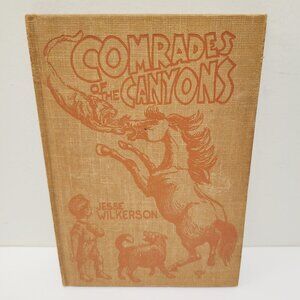 COMRADES
OF THE
CANYONS
JESSE
WILKERSON